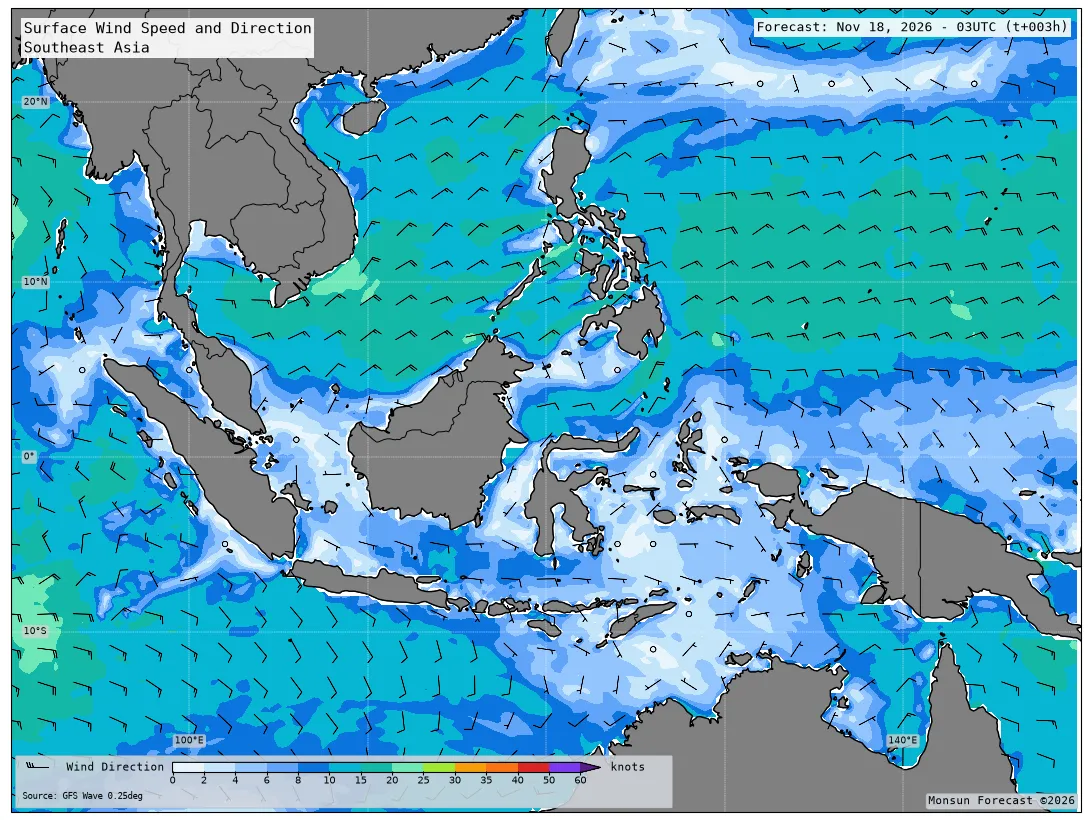 Surface Wind Speed and Direction
Southeast Asia
Forecast: Nov 18, 2026 - 03UTC (t+003h)
20°N
10°N
0°
10°S
100°E
140°E
Wind Direction
0 2 4 6 8 10 15 20 25 30 35 40 50 60
knots
Source: GFS Wave 0.25deg
Monsun Forecast ©2026